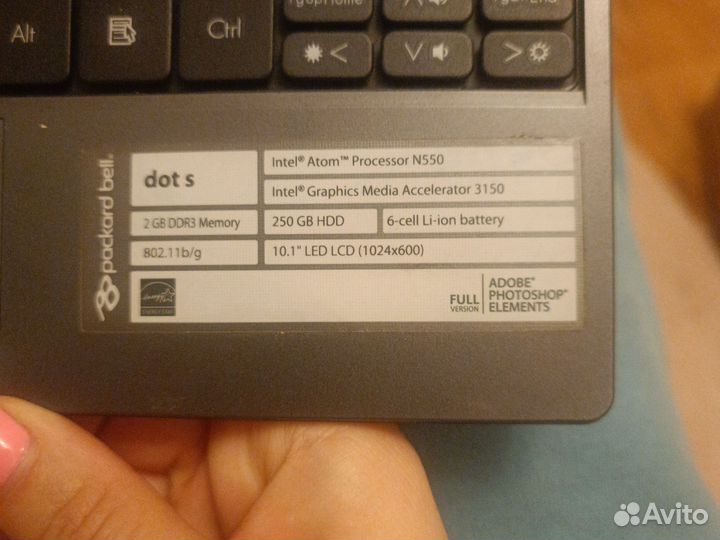 Alt
Ctrl
packard bell.
dot s
Intel® Atom™ Processor N550
Intel® Graphics Media Accelerator 3150
2 GB DDR3 Memory
250 GB HDD
6-cell Li-ion battery
802.11b/g
10.1" LED LCD (1024x600)
FULL
VERSION
ADOBE®
PHOTOSHOP®
ELEMENTS
Avito